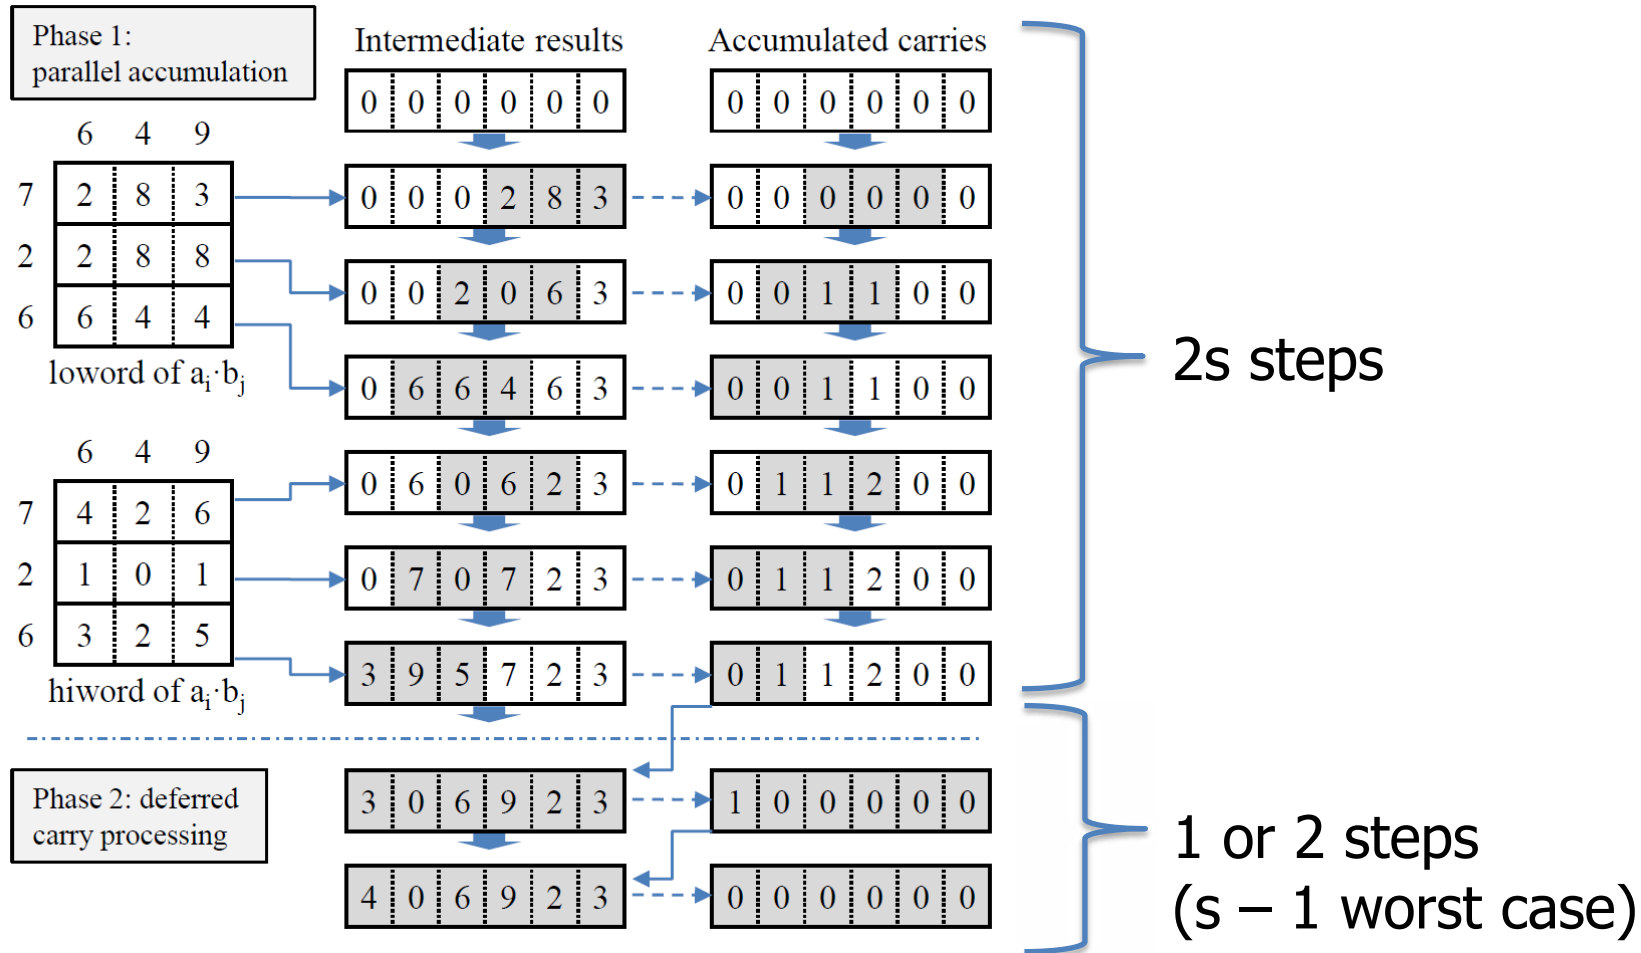 Phase 1:
parallel accumulation
Intermediate results
Accumulated carries
0 0 0 0 0 0
0 0 0 0 0 0
6 4 9
7 2 8 3
0 0 0 2 8 3
0 0 0 0 0 0
2 2 8 8
0 0 2 0 6 3
0 0 1 1 0 0
6 6 4 4
0 6 6 4 6 3
0 0 1 1 0 0
loword of aᵢ·bⱼ
2s steps
6 4 9
7 4 2 6
0 6 0 6 2 3
0 1 1 2 0 0
2 1 0 1
0 7 0 7 2 3
0 1 1 2 0 0
6 3 2 5
3 9 5 7 2 3
0 1 1 2 0 0
hiword of aᵢ·bⱼ
Phase 2: deferred
carry processing
3 0 6 9 2 3
1 0 0 0 0 0
4 0 6 9 2 3
0 0 0 0 0 0
1 or 2 steps
(s – 1 worst case)